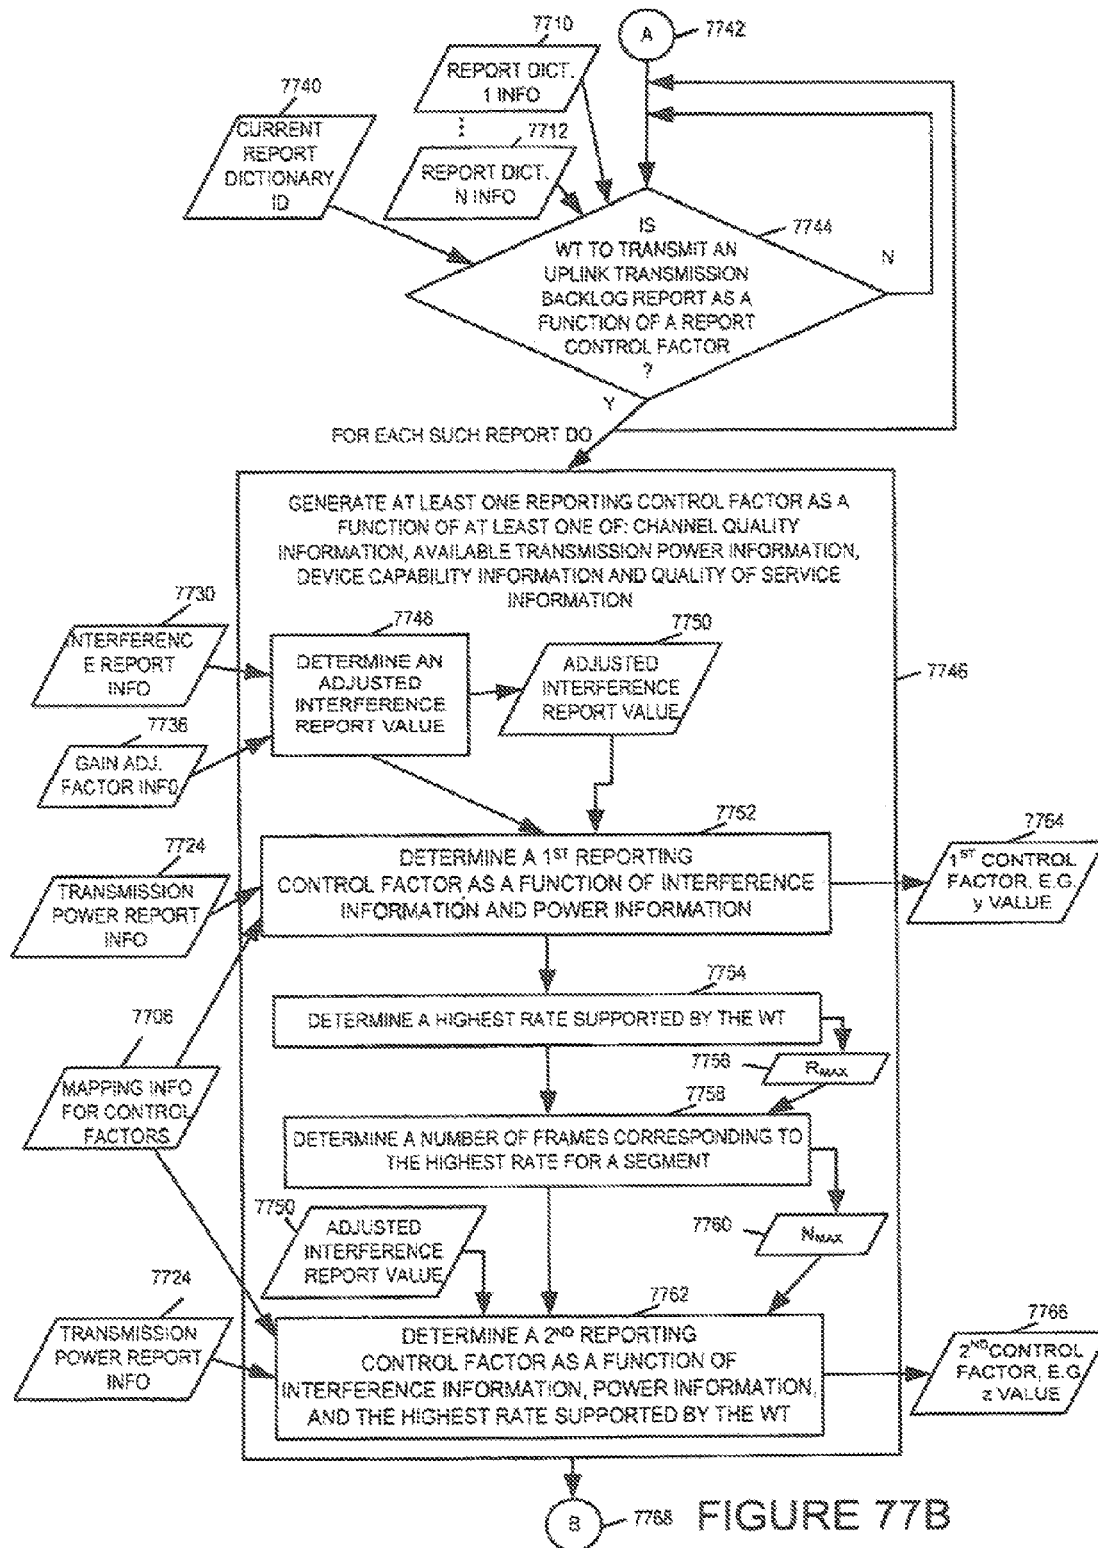 7710
A
7742
REPORT DICT.
1 INFO
7740
CURRENT
REPORT
DICTIONARY
ID
7712
REPORT DICT.
N INFO
IS
WT TO TRANSMIT AN
UPLINK TRANSMISSION
BACKLOG REPORT AS A
FUNCTION OF A REPORT
CONTROL FACTOR
?
7744
N
Y
FOR EACH SUCH REPORT DO
GENERATE AT LEAST ONE REPORTING CONTROL FACTOR AS A
FUNCTION OF AT LEAST ONE OF: CHANNEL QUALITY
INFORMATION, AVAILABLE TRANSMISSION POWER INFORMATION,
DEVICE CAPABILITY INFORMATION AND QUALITY OF SERVICE
INFORMATION
7746
7730
INTERFERENC
E REPORT
INFO
7748
DETERMINE AN
ADJUSTED
INTERFERENCE
REPORT VALUE
7750
ADJUSTED
INTERFERENCE
REPORT VALUE
7736
GAIN ADJ.
FACTOR INFO
7752
DETERMINE A 1ST REPORTING
CONTROL FACTOR AS A FUNCTION OF INTERFERENCE
INFORMATION AND POWER INFORMATION
7764
1ST CONTROL
FACTOR, E.G.
y VALUE
7724
TRANSMISSION
POWER REPORT
INFO
7754
DETERMINE A HIGHEST RATE SUPPORTED BY THE WT
7706
MAPPING INFO
FOR CONTROL
FACTORS
7756
RMAX
7758
DETERMINE A NUMBER OF FRAMES CORRESPONDING TO
THE HIGHEST RATE FOR A SEGMENT
7750
ADJUSTED
INTERFERENCE
REPORT VALUE
7760
NMAX
7724
TRANSMISSION
POWER REPORT
INFO
7762
DETERMINE A 2ND REPORTING
CONTROL FACTOR AS A FUNCTION OF
INTERFERENCE INFORMATION, POWER INFORMATION,
AND THE HIGHEST RATE SUPPORTED BY THE WT
7766
2ND CONTROL
FACTOR, E.G.
z VALUE
B
7768
FIGURE 77B